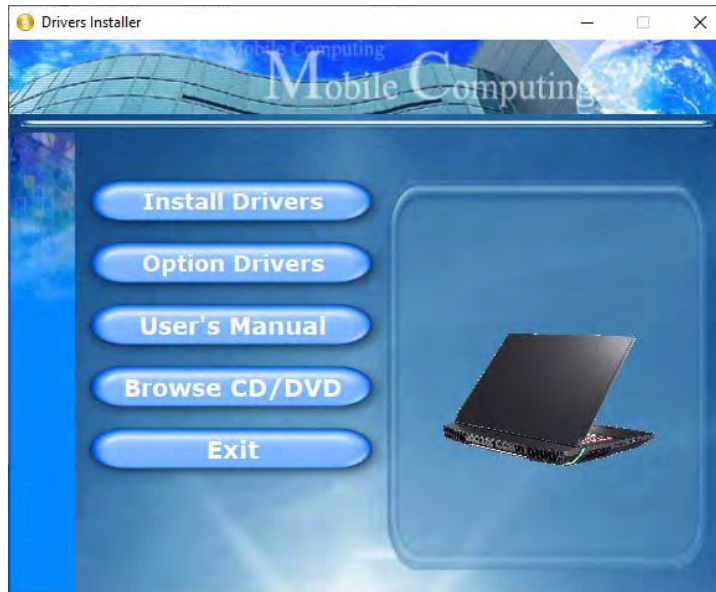 Drivers Installer
Mobile Computing
Mobile Computing
Install Drivers
Option Drivers
User's Manual
Browse CD/DVD
Exit